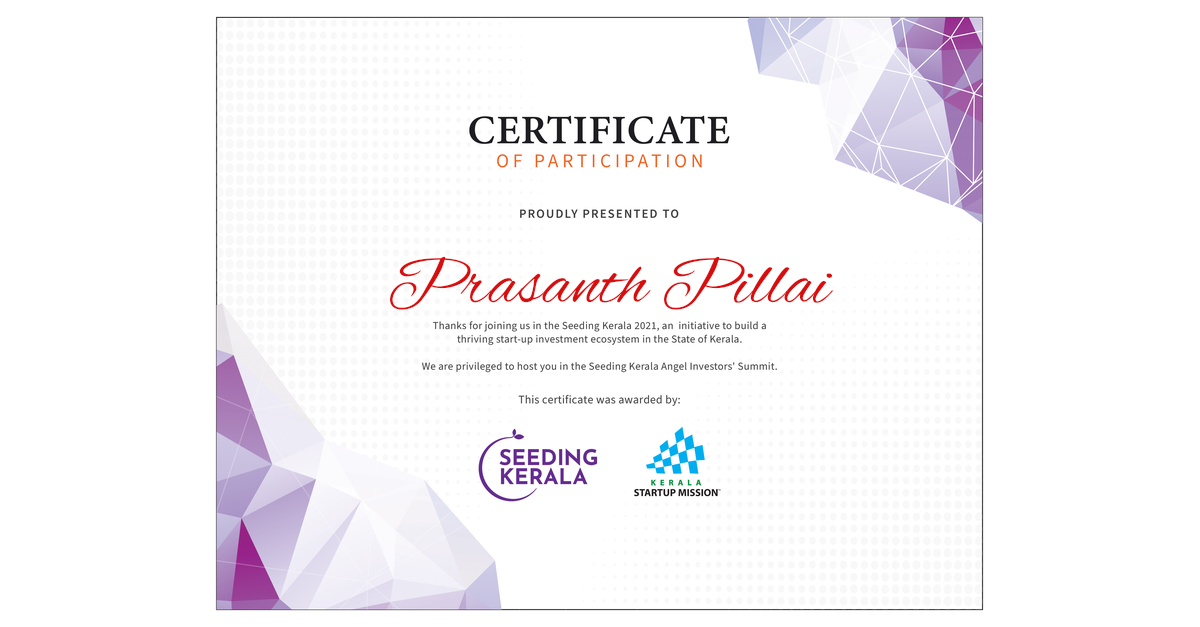 CERTIFICATE
OF PARTICIPATION
PROUDLY PRESENTED TO
Prasanth Pillai
Thanks for joining us in the Seeding Kerala 2021, an initiative to build a
thriving start-up investment ecosystem in the State of Kerala.
We are privileged to host you in the Seeding Kerala Angel Investors' Summit.
This certificate was awarded by:
SEEDING
KERALA
KERALA
STARTUP MISSION